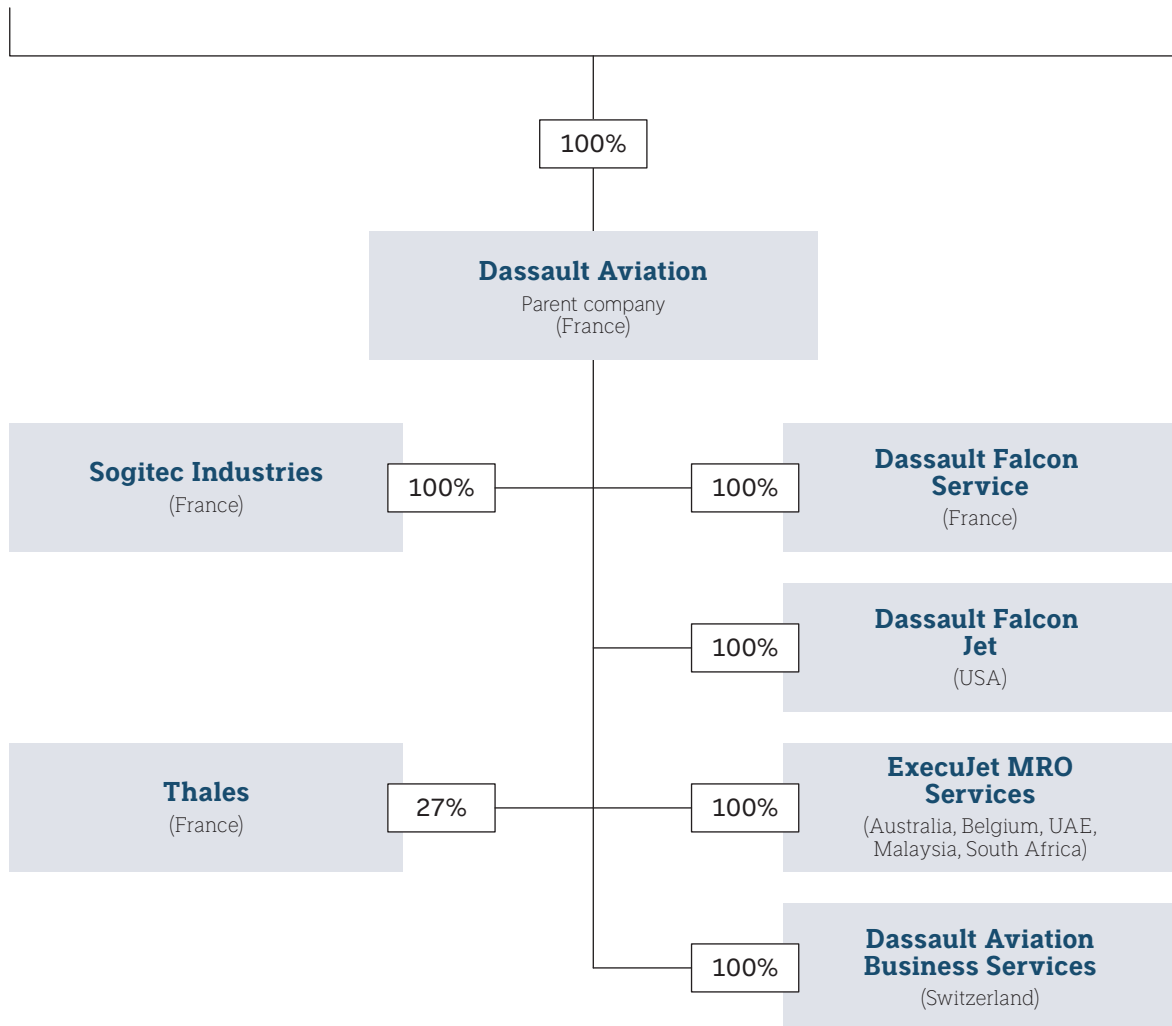 100%
Dassault Aviation
Parent company
(France)
Sogitec Industries
(France)
100%
100%
Dassault Falcon
Service
(France)
100%
Dassault Falcon
Jet
(USA)
Thales
(France)
27%
100%
ExecuJet MRO
Services
(Australia, Belgium, UAE,
Malaysia, South Africa)
100%
Dassault Aviation
Business Services
(Switzerland)